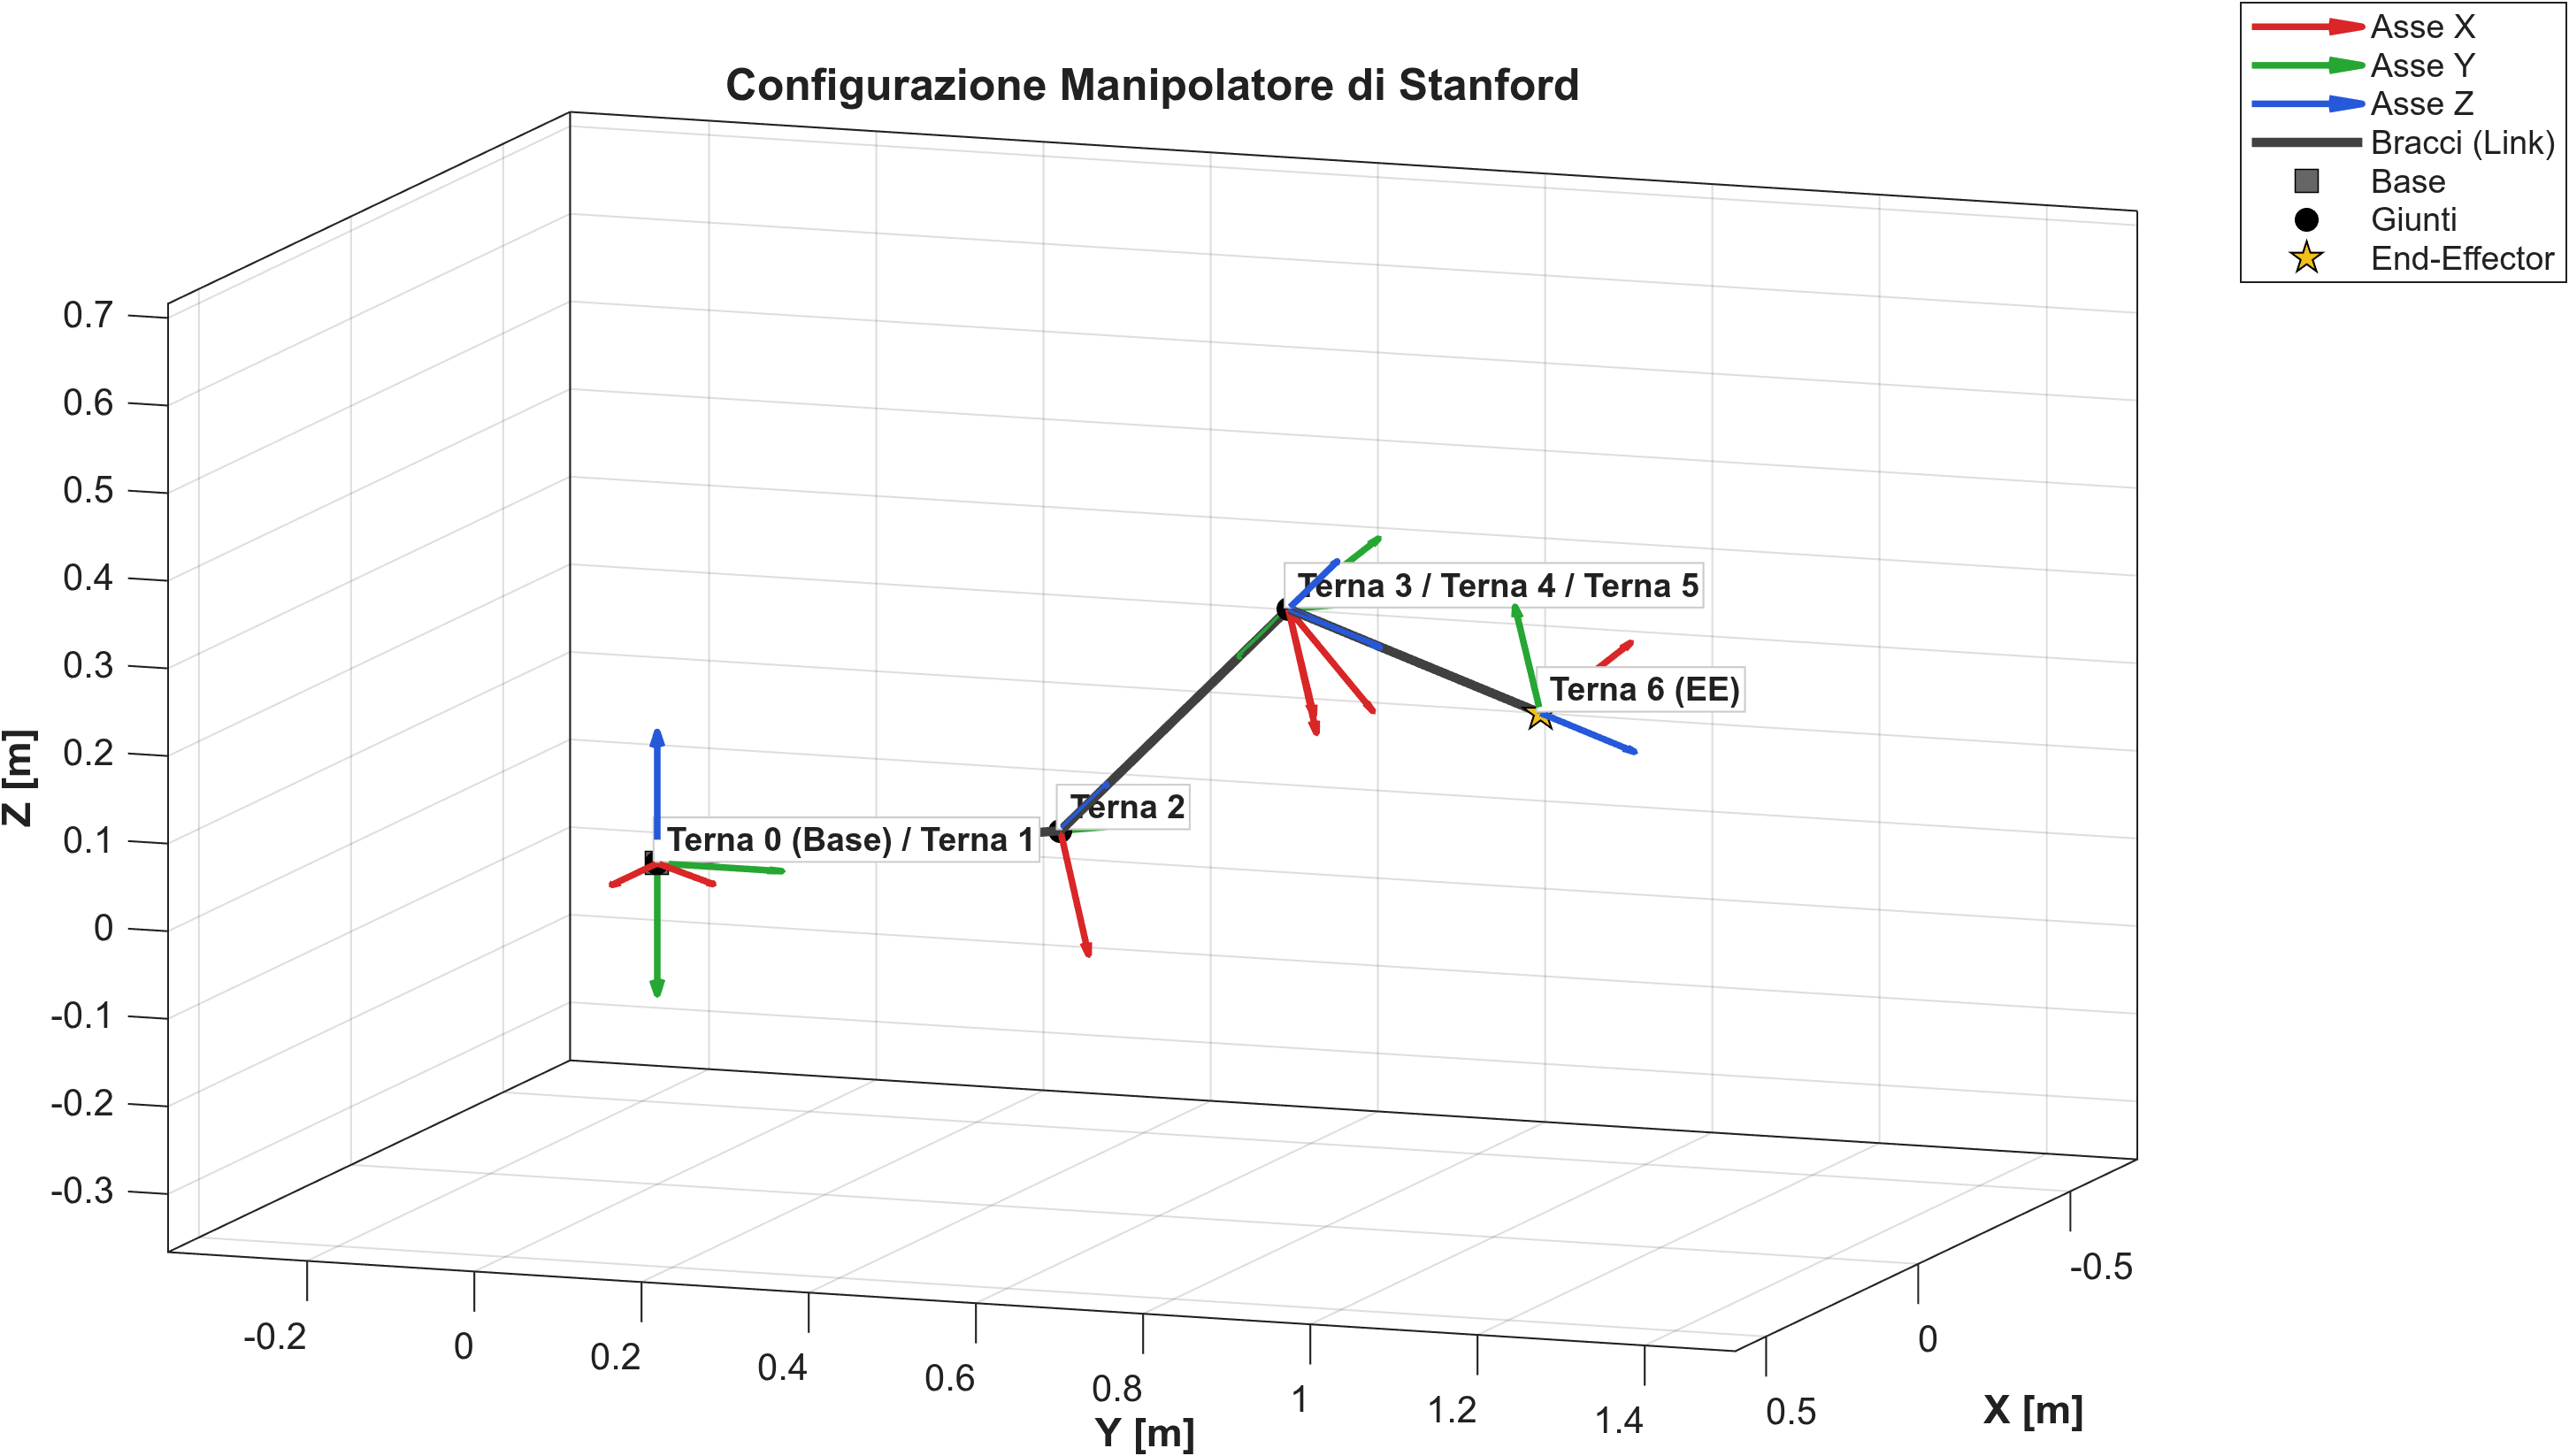 Configurazione Manipolatore di Stanford
Asse X
Asse Y
Asse Z
Bracci (Link)
Base
Giunti
End-Effector
0.7
0.6
0.5
0.4
0.3
0.2
0.1
0
-0.1
-0.2
-0.3
Z [m]
Terna 3 / Terna 4 / Terna 5
Terna 6 (EE)
Terna 2
Terna 0 (Base) / Terna 1
-0.2
0
0.2
0.4
0.6
0.8
1
1.2
1.4
Y [m]
-0.5
0
0.5
X [m]